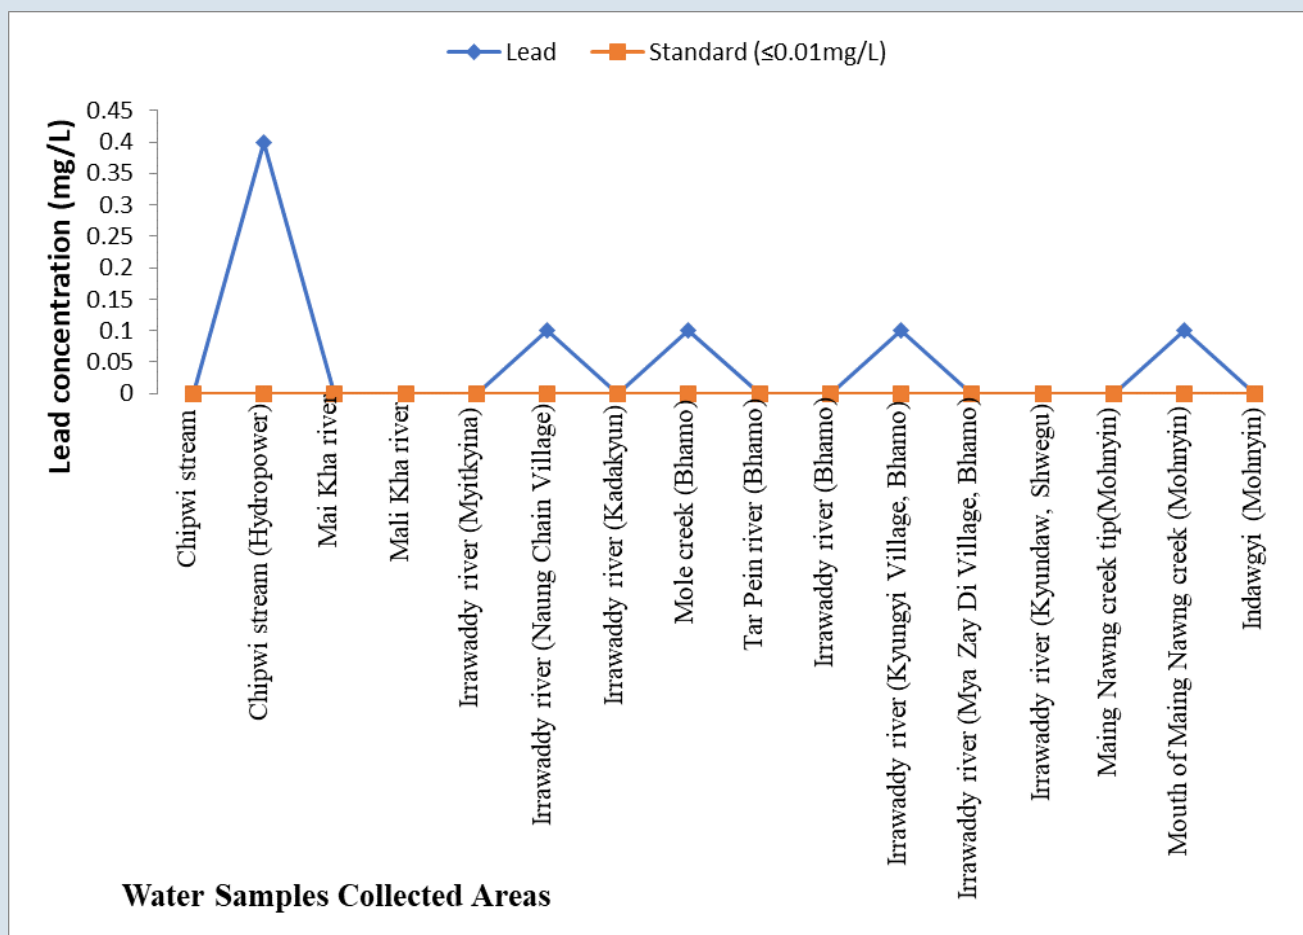 Lead
Standard (≤0.01mg/L)
Lead concentration (mg/L)
0.45
0.4
0.35
0.3
0.25
0.2
0.15
0.1
0.05
0
Chipwi stream
Chipwi stream (Hydropower)
Mai Kha river
Mali Kha river
Irrawaddy river (Myitkyina)
Irrawaddy river (Naung Chain Village)
Irrawaddy river (Kadakyun)
Mole creek (Bhamo)
Tar Pein river (Bhamo)
Irrawaddy river (Bhamo)
Irrawaddy river (Kyungyi Village, Bhamo)
Irrawaddy river (Mya Zay Di Village, Bhamo)
Irrawaddy river (Kyundaw, Shwegu)
Maing Nawng creek tip(Mohnyin)
Mouth of Maing Nawng creek (Mohnyin)
Indawgyi (Mohnyin)
Water Samples Collected Areas